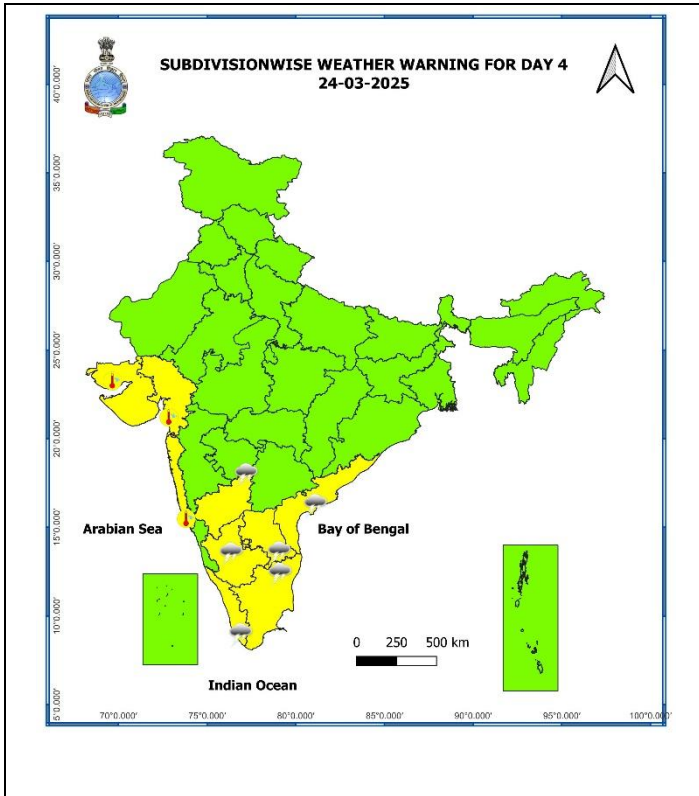 SUBDIVISIONWISE WEATHER WARNING FOR DAY 4
24-03-2025
40°0.000'
35°0.000'
30°0.000'
25°0.000'
20°0.000'
15°0.000'
10°0.000'
5°0.000'
Arabian Sea
Bay of Bengal
0 250 500 km
Indian Ocean
70°0.000' 75°0.000' 80°0.000' 85°0.000' 90°0.000' 95°0.000' 100°0.000'